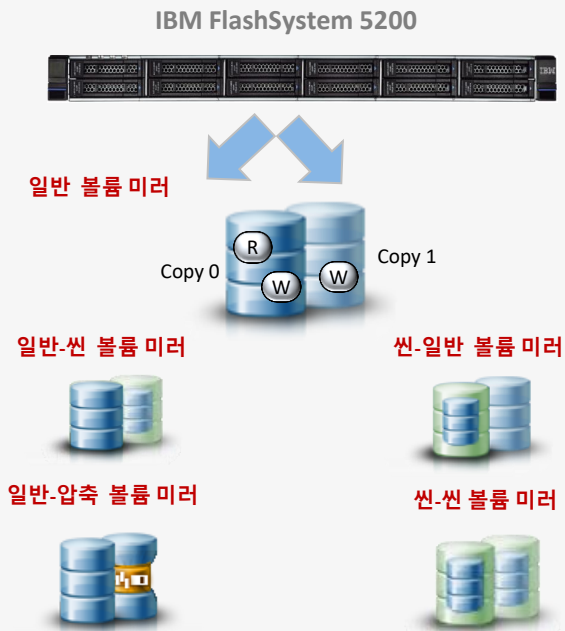 IBM FlashSystem 5200
IBM
일반 볼륨 미러
R
Copy 0
W
W
Copy 1
일반-씬 볼륨 미러
씬-일반 볼륨 미러
일반-압축 볼륨 미러
씬-씬 볼륨 미러